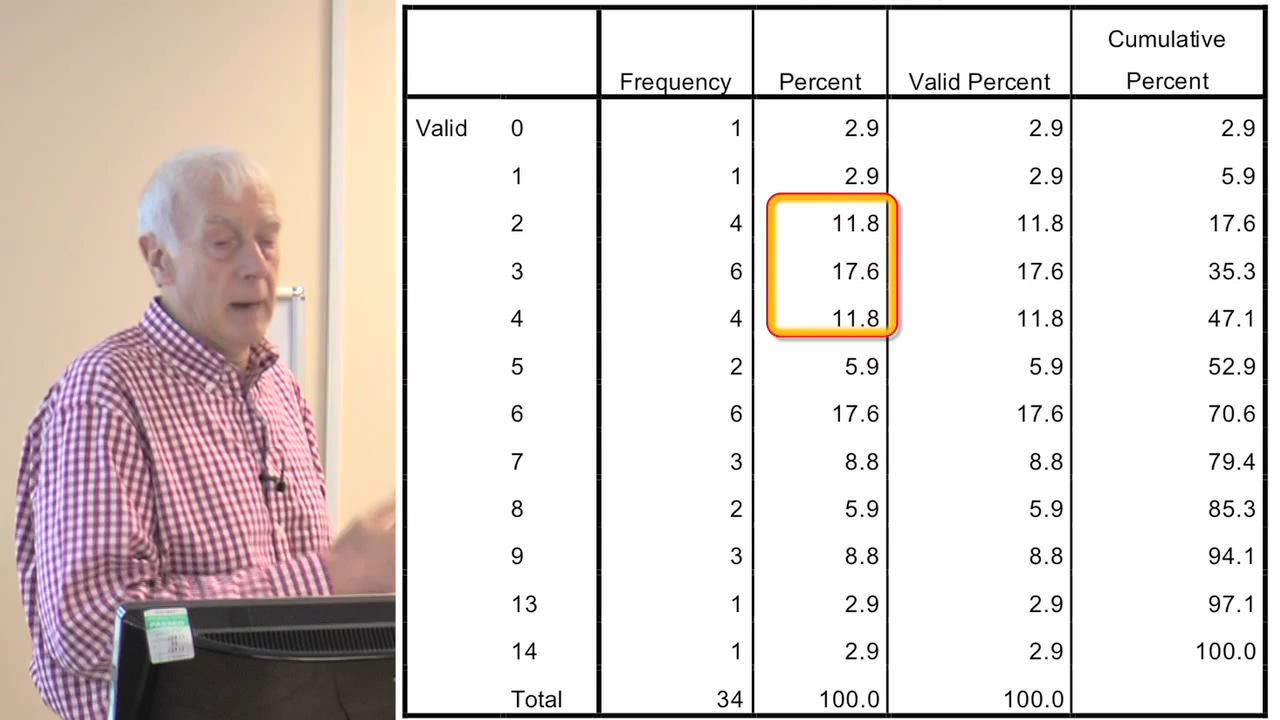 Cumulative
Frequency Percent Valid Percent Percent
Valid 0 1 2.9 2.9 2.9
1 1 2.9 2.9 5.9
2 4 11.8 11.8 17.6
3 6 17.6 17.6 35.3
4 4 11.8 11.8 47.1
5 2 5.9 5.9 52.9
6 6 17.6 17.6 70.6
7 3 8.8 8.8 79.4
8 2 5.9 5.9 85.3
9 3 8.8 8.8 94.1
13 1 2.9 2.9 97.1
14 1 2.9 2.9 100.0
Total 34 100.0 100.0
PASSED